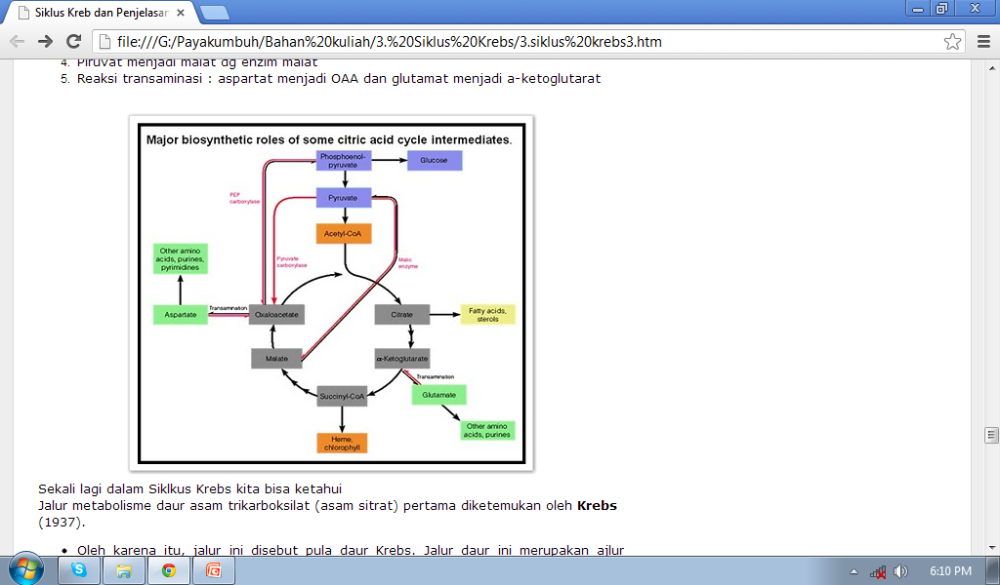 Siklus Kreb dan Penjelasan
file:///G:/Payakumbuh/Bahan%20kuliah/3.%20Siklus%20Krebs/3.siklus%20krebs3.htm
4. Piruvat menjadi malat dg enzim malat
5. Reaksi transaminasi : aspartat menjadi OAA dan glutamat menjadi a-ketoglutarat
Major biosynthetic roles of some citric acid cycle intermediates.
Phosphoenol-
pyruvate
Glucose
PEP
carboxylase
Pyruvate
Acetyl-CoA
Other amino
acids, purines,
pyrimidines
Pyruvate
carboxylase
Malic
enzyme
Aspartate
Transamination
Oxaloacetate
Citrate
Fatty acids,
sterols
Malate
α-Ketoglutarate
Transamination
Succinyl-CoA
Glutamate
Other amino
acids, purines
Heme,
chlorophyll
Sekali lagi dalam Siklkus Krebs kita bisa ketahui
Jalur metabolisme daur asam trikarboksilat (asam sitrat) pertama diketemukan oleh Krebs
(1937).
• Oleh karena itu, jalur ini disebut pula daur Krebs. Jalur daur ini merupakan ajlur
6:10 PM